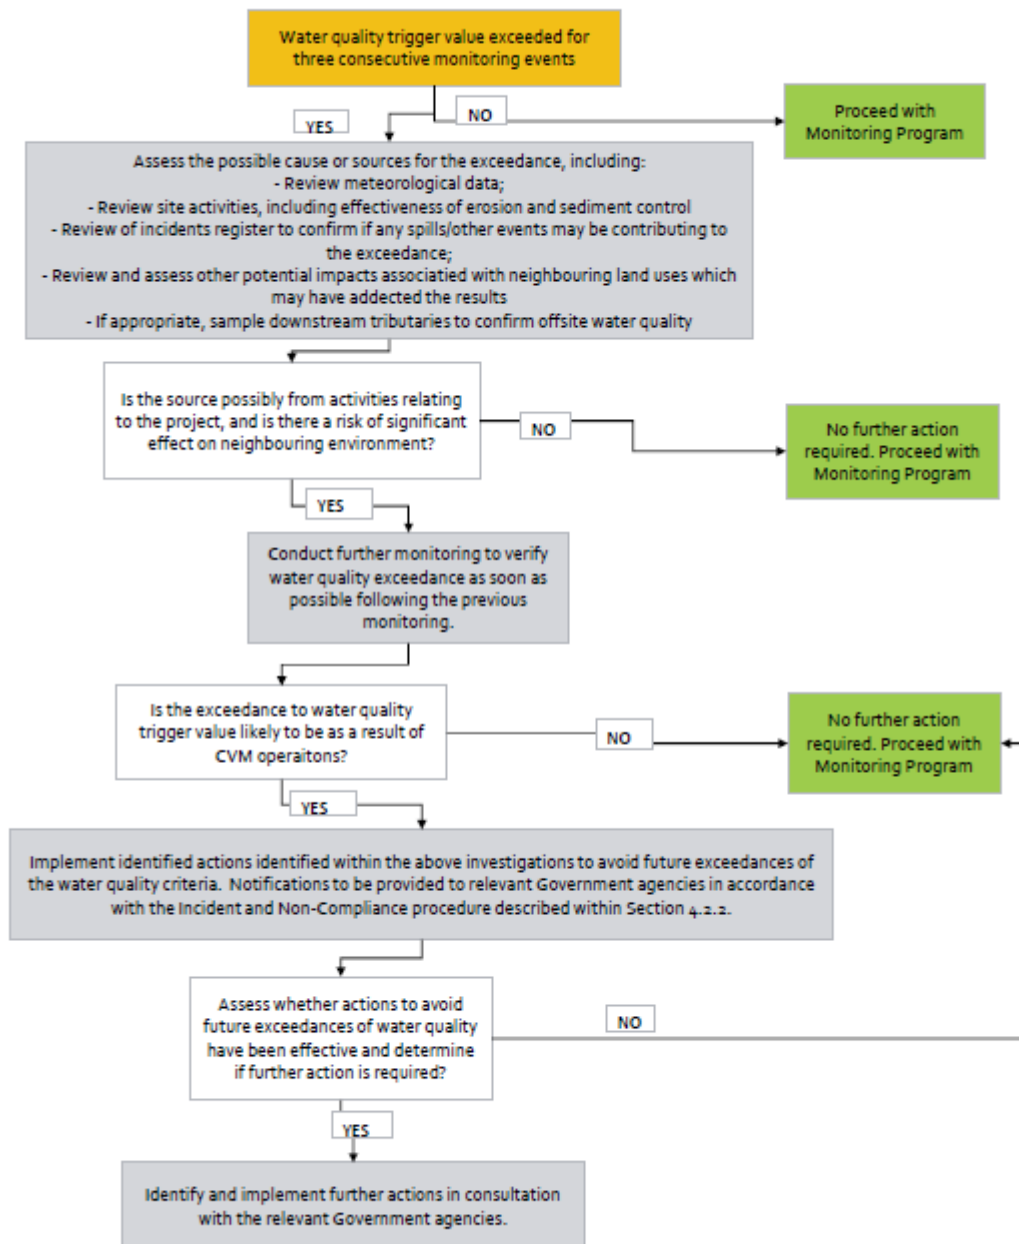 Water quality trigger value exceeded for
three consecutive monitoring events
YES
NO
Proceed with
Monitoring Program
Assess the possible cause or sources for the exceedance, including:
- Review meteorological data;
- Review site activities, including effectiveness of erosion and sediment control
- Review of incidents register to confirm if any spills/other events may be contributing to
the exceedance;
- Review and assess other potential impacts associatied with neighbouring land uses which
may have addected the results
- If appropriate, sample downstream tributaries to confirm offsite water quality
Is the source possibly from activities relating
to the project, and is there a risk of significant
effect on neighbouring environment?
NO
No further action
required. Proceed with
Monitoring Program
YES
Conduct further monitoring to verify
water quality exceedance as soon as
possible following the previous
monitoring.
Is the exceedance to water quality
trigger value likely to be as a result of
CVM operaitons?
NO
No further action
required. Proceed with
Monitoring Program
YES
Implement identified actions identified within the above investigations to avoid future exceedances of
the water quality criteria. Notifications to be provided to relevant Government agencies in accordance
with the Incident and Non-Compliance procedure described within Section 4.2.2.
Assess whether actions to avoid
future exceedances of water quality
have been effective and determine
if further action is required?
NO
YES
Identify and implement further actions in consultation
with the relevant Government agencies.